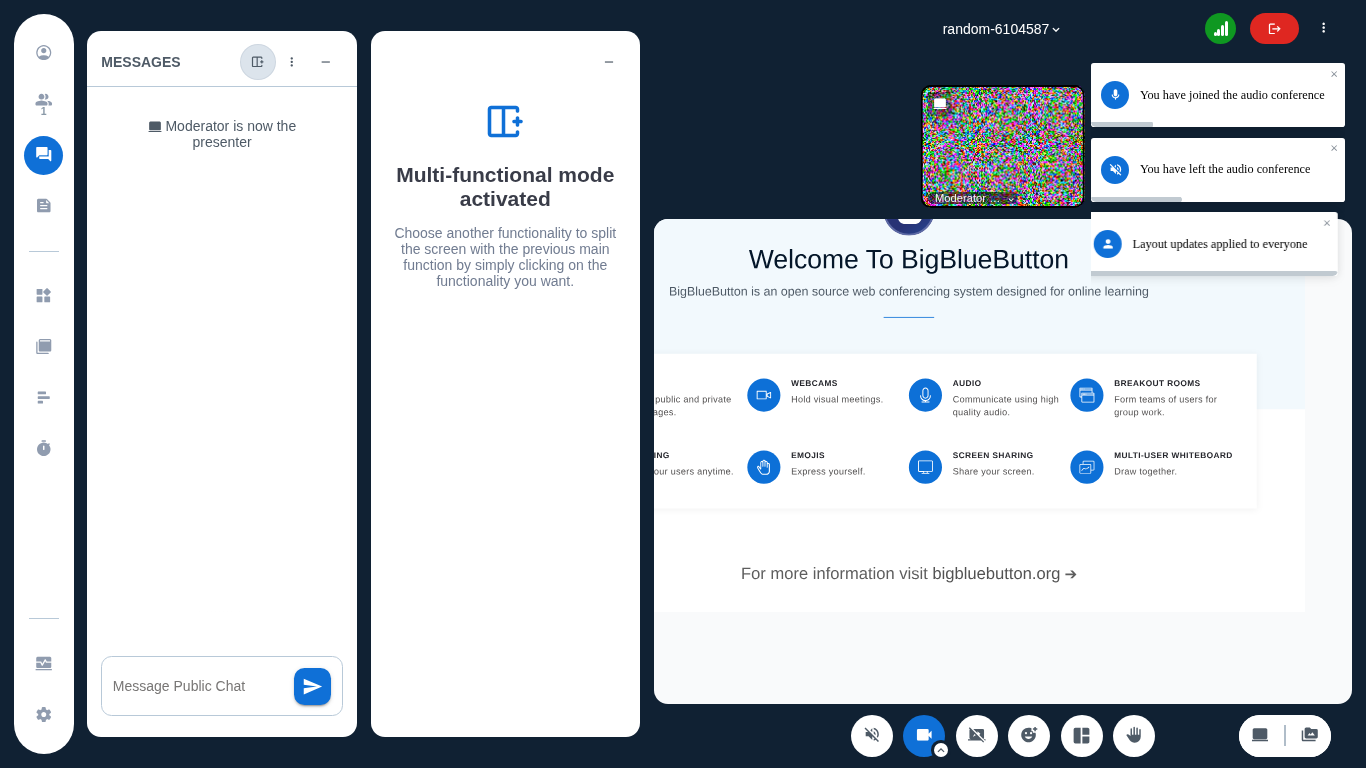 random-6104587
1
MESSAGES
Moderator is now the
presenter
Message Public Chat
Multi-functional mode
activated
Choose another functionality to split
the screen with the previous main
function by simply clicking on the
functionality you want.
Moderator
You have joined the audio conference
You have left the audio conference
Layout updates applied to everyone
Welcome To BigBlueButton
BigBlueButton is an open source web conferencing system designed for online learning
public and private
ages.
WEBCAMS
Hold visual meetings.
AUDIO
Communicate using high
quality audio.
BREAKOUT ROOMS
Form teams of users for
group work.
ING
our users anytime.
EMOJIS
Express yourself.
SCREEN SHARING
Share your screen.
MULTI-USER WHITEBOARD
Draw together.
For more information visit bigbluebutton.org →